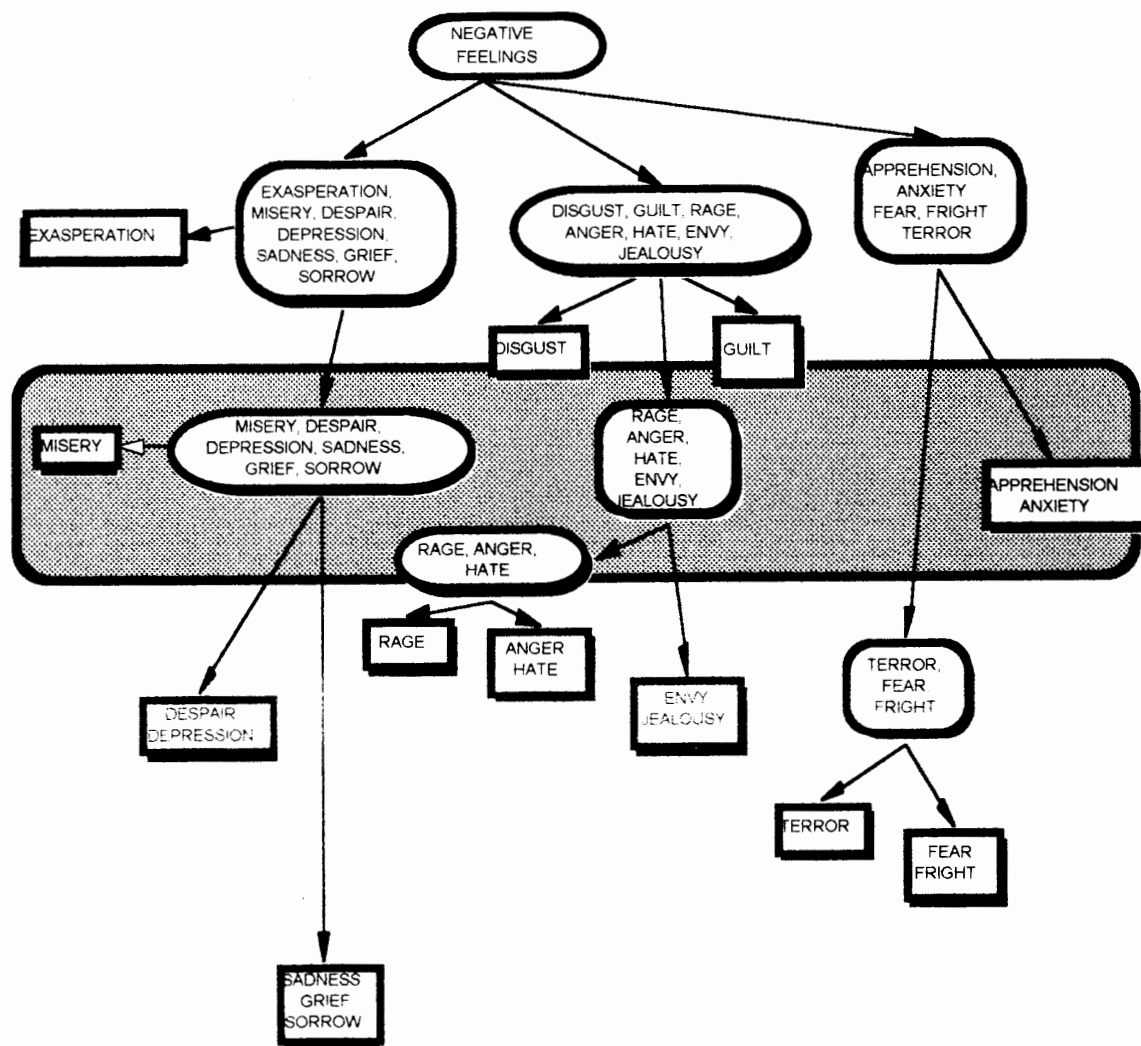 NEGATIVE
FEELINGS
EXASPERATION,
MISERY, DESPAIR,
DEPRESSION,
SADNESS, GRIEF,
SORROW
DISGUST, GUILT, RAGE,
ANGER, HATE, ENVY,
JEALOUSY
APPREHENSION,
ANXIETY
FEAR, FRIGHT
TERROR
EXASPERATION
DISGUST
GUILT
MISERY
MISERY, DESPAIR,
DEPRESSION, SADNESS,
GRIEF, SORROW
RAGE,
ANGER,
HATE,
ENVY,
JEALOUSY
APPREHENSION
ANXIETY
RAGE, ANGER,
HATE
RAGE
ANGER
HATE
TERROR,
FEAR
FRIGHT
DESPAIR
DEPRESSION
ENVY
JEALOUSY
TERROR
FEAR
FRIGHT
SADNESS
GRIEF
SORROW